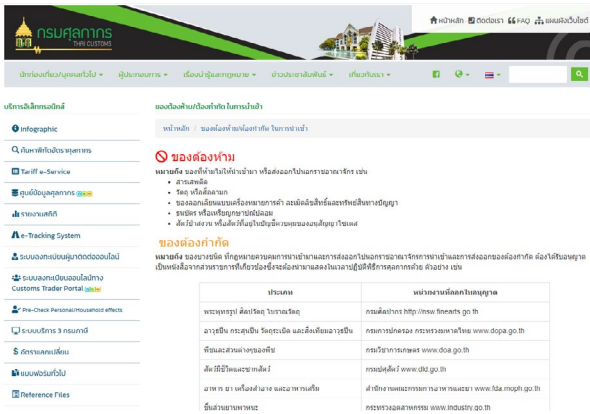 กรมศุลกากร
THAI CUSTOMS
หน้าหลัก ติดต่อเรา FAQ แผนผังเว็บไซต์
นักท่องเที่ยว/บุคคลทั่วไป ผู้ประกอบการ เรื่องน่ารู้และกฎหมาย ข่าวประชาสัมพันธ์ เกี่ยวกับเรา
บริการอิเล็กทรอนิกส์
Infographic
ค้นหาพิกัดอัตราศุลกากร
Tariff e-Service
ศูนย์ข้อมูลศุลกากร
รายงานสถิติ
e-Tracking System
ระบบลงทะเบียนผู้มาติดต่อออนไลน์
ระบบลงทะเบียนออนไลน์ทาง
Customs Trader Portal
Pre-Check Personal/Household effects
ระบบบริการ 3 กรมภาษี
อัตราแลกเปลี่ยน
แบบฟอร์มทั่วไป
Reference Files
ของต้องห้าม/ต้องกำกัด ในการนำเข้า
หน้าหลัก / ของต้องห้าม/ต้องกำกัด ในการนำเข้า
ของต้องห้าม
หมายถึง ของที่ห้ามไม่ให้นำเข้ามา หรือส่งออกไปนอกราชอาณาจักร เช่น
สารเสพติด
วัตถุ หรือสื่อลามก
ของลอกเลียนแบบเครื่องหมายการค้า ละเมิดลิขสิทธิ์และทรัพย์สินทางปัญญา
ธนบัตร หรือเหรียญกษาปณ์ปลอม
สัตว์ป่าสงวน หรือสัตว์ที่อยู่ในบัญชีควบคุมของอนุสัญญาไซเตส
ของต้องกำกัด
หมายถึง ของบางชนิด ที่กฎหมายควบคุมการนำเข้ามาและการส่งออกไปนอกราชอาณาจักรการนำเข้าและการส่งออกของต้องกำกัด ต้องได้รับอนุญาต
เป็นหนังสือจากส่วนราชการที่เกี่ยวข้องซึ่งจะต้องนำมาแสดงในเวลาปฏิบัติพิธีการศุลกากรด้วย ตัวอย่าง เช่น
ประเภท หน่วยงานที่ออกใบอนุญาต
พระพุทธรูป ศิลปวัตถุ โบราณวัตถุ กรมศิลปากร http://nsw.finearts.go.th
อาวุธปืน กระสุนปืน วัตถุระเบิด และสิ่งเทียมอาวุธปืน กรมการปกครอง กระทรวงมหาดไทย www.dopa.go.th
พืชและส่วนต่างๆของพืช กรมวิชาการเกษตร www.doa.go.th
สัตว์มีชีวิตและซากสัตว์ กรมปศุสัตว์ www.dld.go.th
อาหาร ยา เครื่องสำอาง และอาหารเสริม สำนักงานคณะกรรมการอาหารและยา www.fda.moph.go.th
ชิ้นส่วนยานพาหนะ กระทรวงอุตสาหกรรม www.industry.go.th